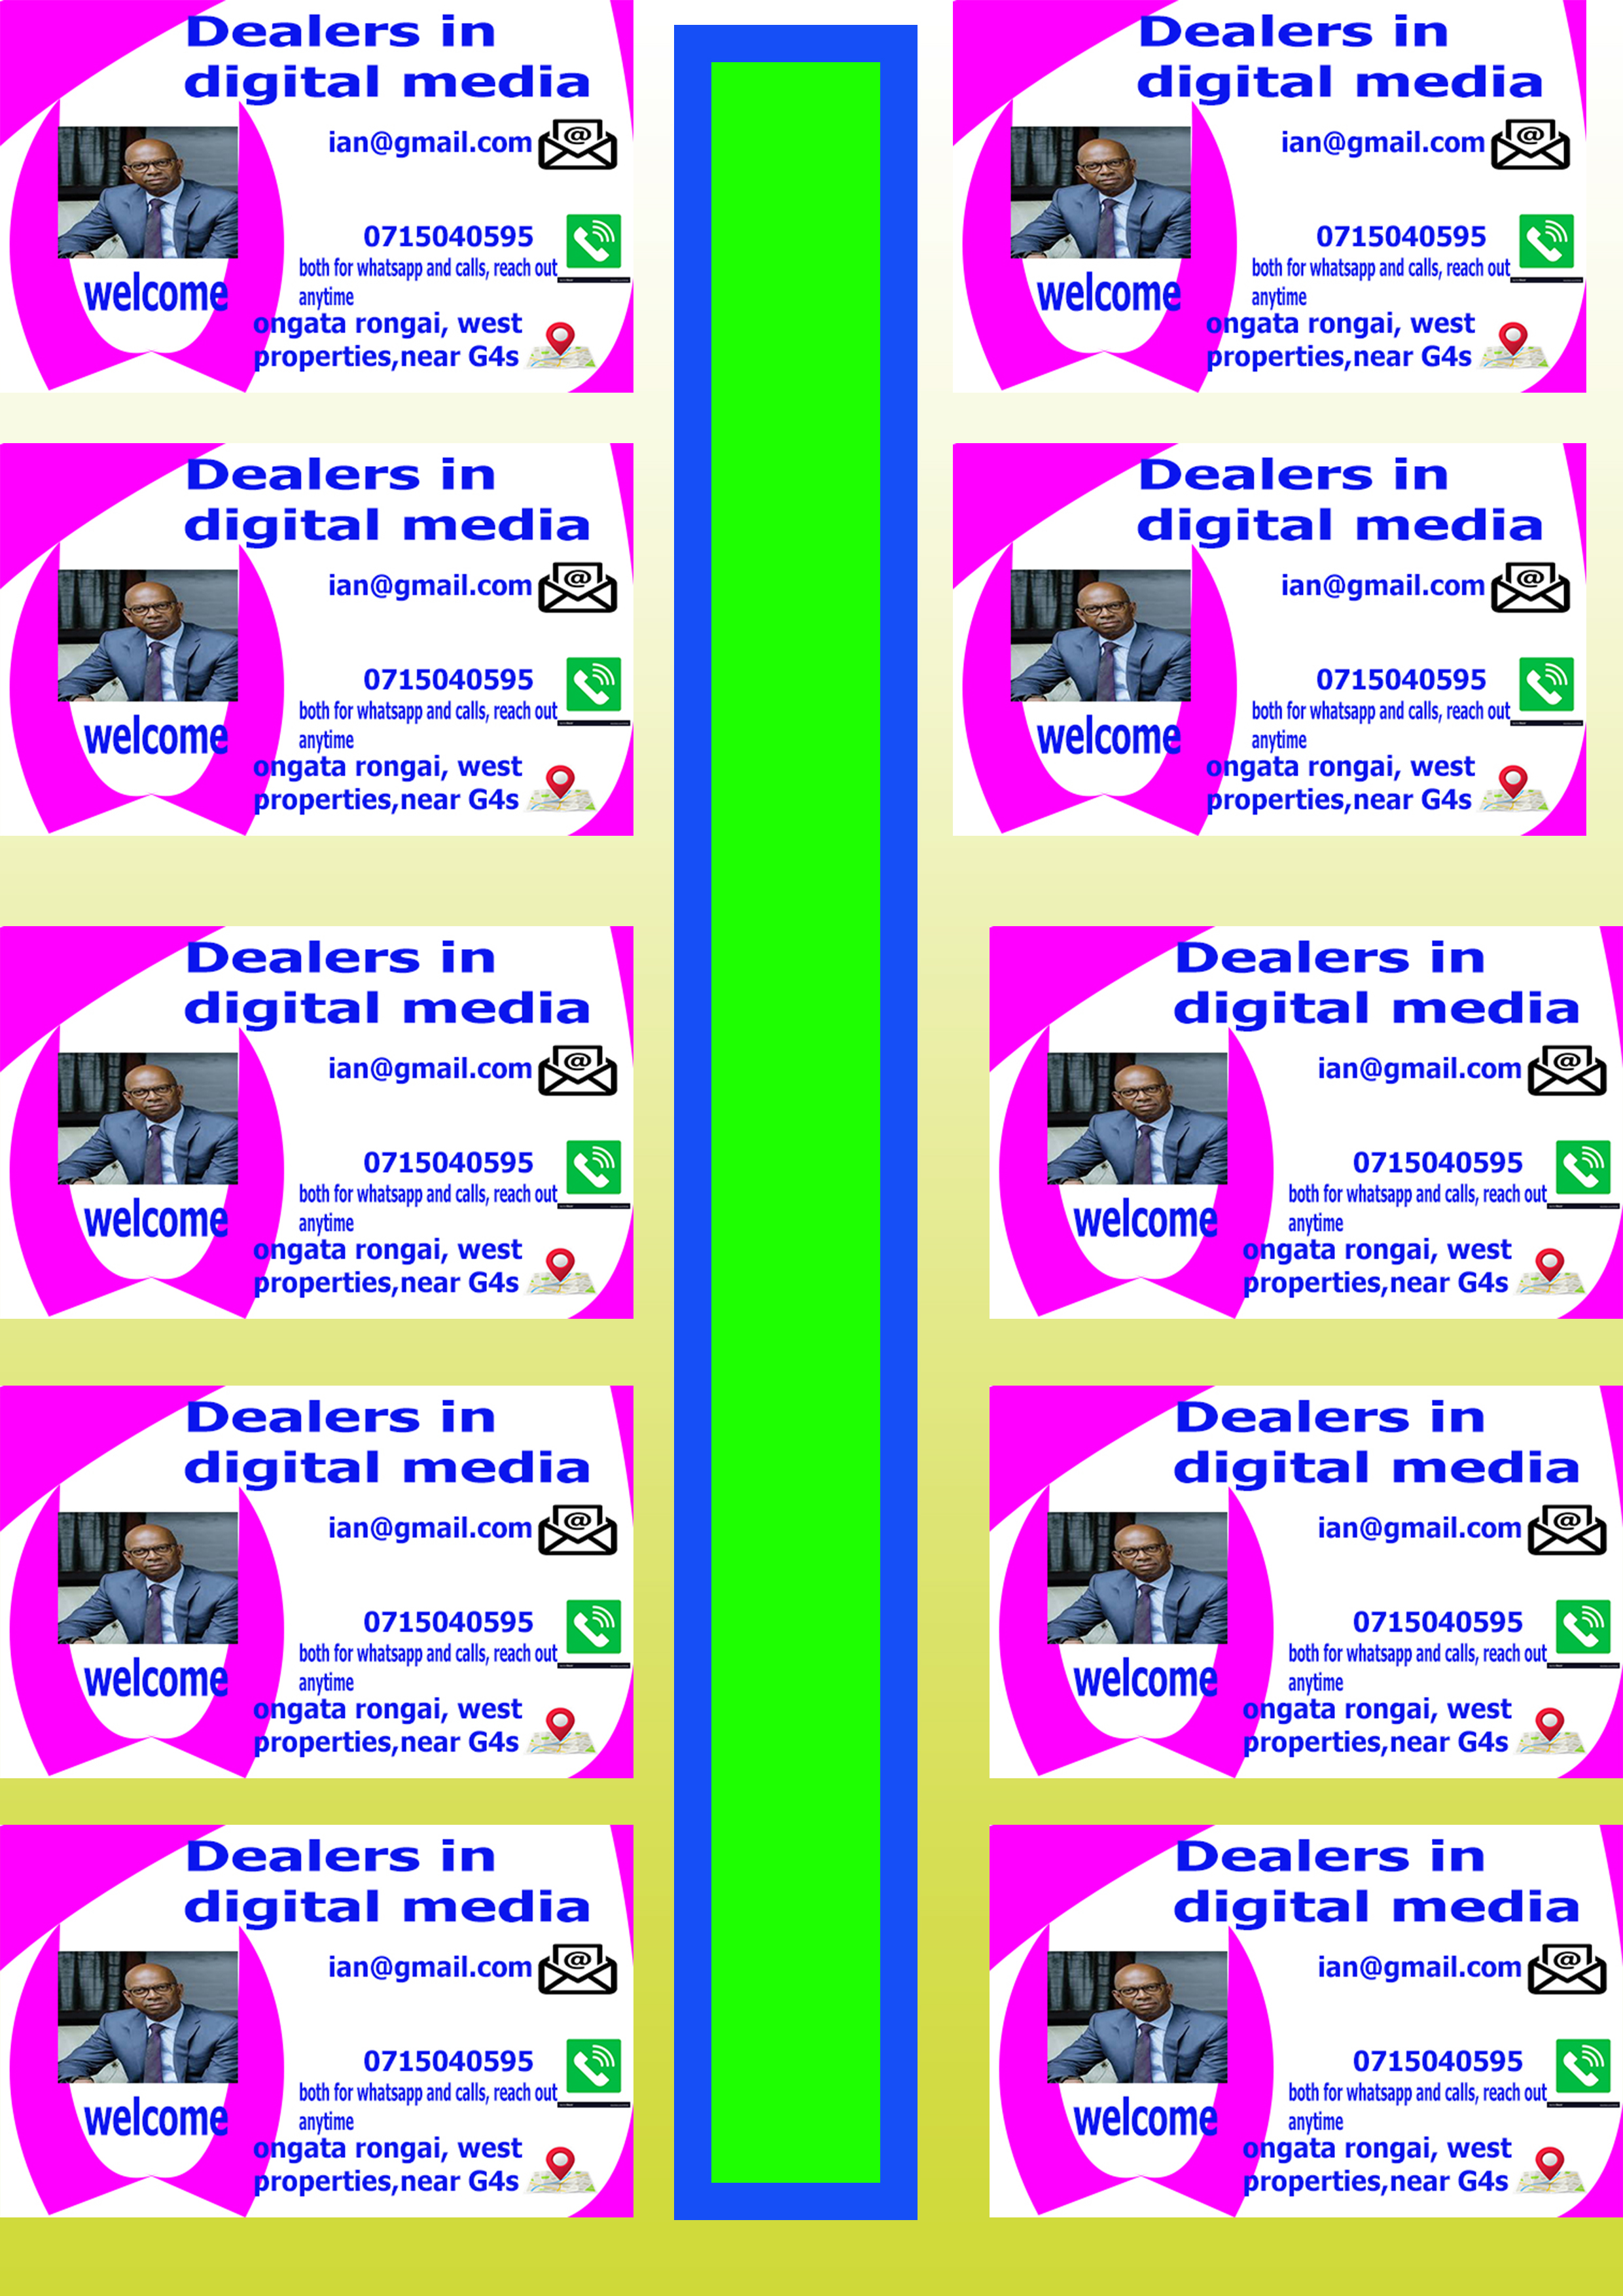 Dealers in
digital media
ian@gmail.com
0715040595
both for whatsapp and calls, reach out
anytime
welcome
ongata rongai, west
properties,near G4s
Dealers in
digital media
ian@gmail.com
0715040595
both for whatsapp and calls, reach out
anytime
welcome
ongata rongai, west
properties,near G4s
Dealers in
digital media
ian@gmail.com
0715040595
both for whatsapp and calls, reach out
anytime
welcome
ongata rongai, west
properties,near G4s
Dealers in
digital media
ian@gmail.com
0715040595
both for whatsapp and calls, reach out
anytime
welcome
ongata rongai, west
properties,near G4s
Dealers in
digital media
ian@gmail.com
0715040595
both for whatsapp and calls, reach out
anytime
welcome
ongata rongai, west
properties,near G4s
Dealers in
digital media
ian@gmail.com
0715040595
both for whatsapp and calls, reach out
anytime
welcome
ongata rongai, west
properties,near G4s
Dealers in
digital media
ian@gmail.com
0715040595
both for whatsapp and calls, reach out
anytime
welcome
ongata rongai, west
properties,near G4s
Dealers in
digital media
ian@gmail.com
0715040595
both for whatsapp and calls, reach out
anytime
welcome
ongata rongai, west
properties,near G4s
Dealers in
digital media
ian@gmail.com
0715040595
both for whatsapp and calls, reach out
anytime
welcome
ongata rongai, west
properties,near G4s
Dealers in
digital media
ian@gmail.com
0715040595
both for whatsapp and calls, reach out
anytime
welcome
ongata rongai, west
properties,near G4s